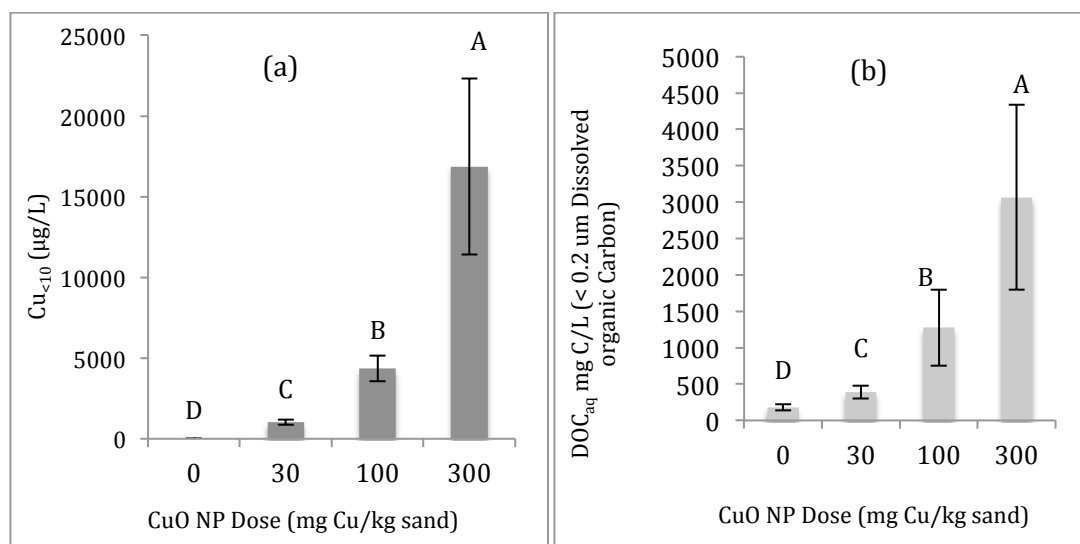 (a)
Cu<10 (µg/L)
25000
20000
15000
10000
5000
0
A
B
C
D
0 30 100 300
CuO NP Dose (mg Cu/kg sand)
(b)
DOCaq mg C/L (< 0.2 um Dissolved
organic Carbon)
5000
4500
4000
3500
3000
2500
2000
1500
1000
500
0
A
B
C
D
0 30 100 300
CuO NP Dose (mg Cu/kg sand)